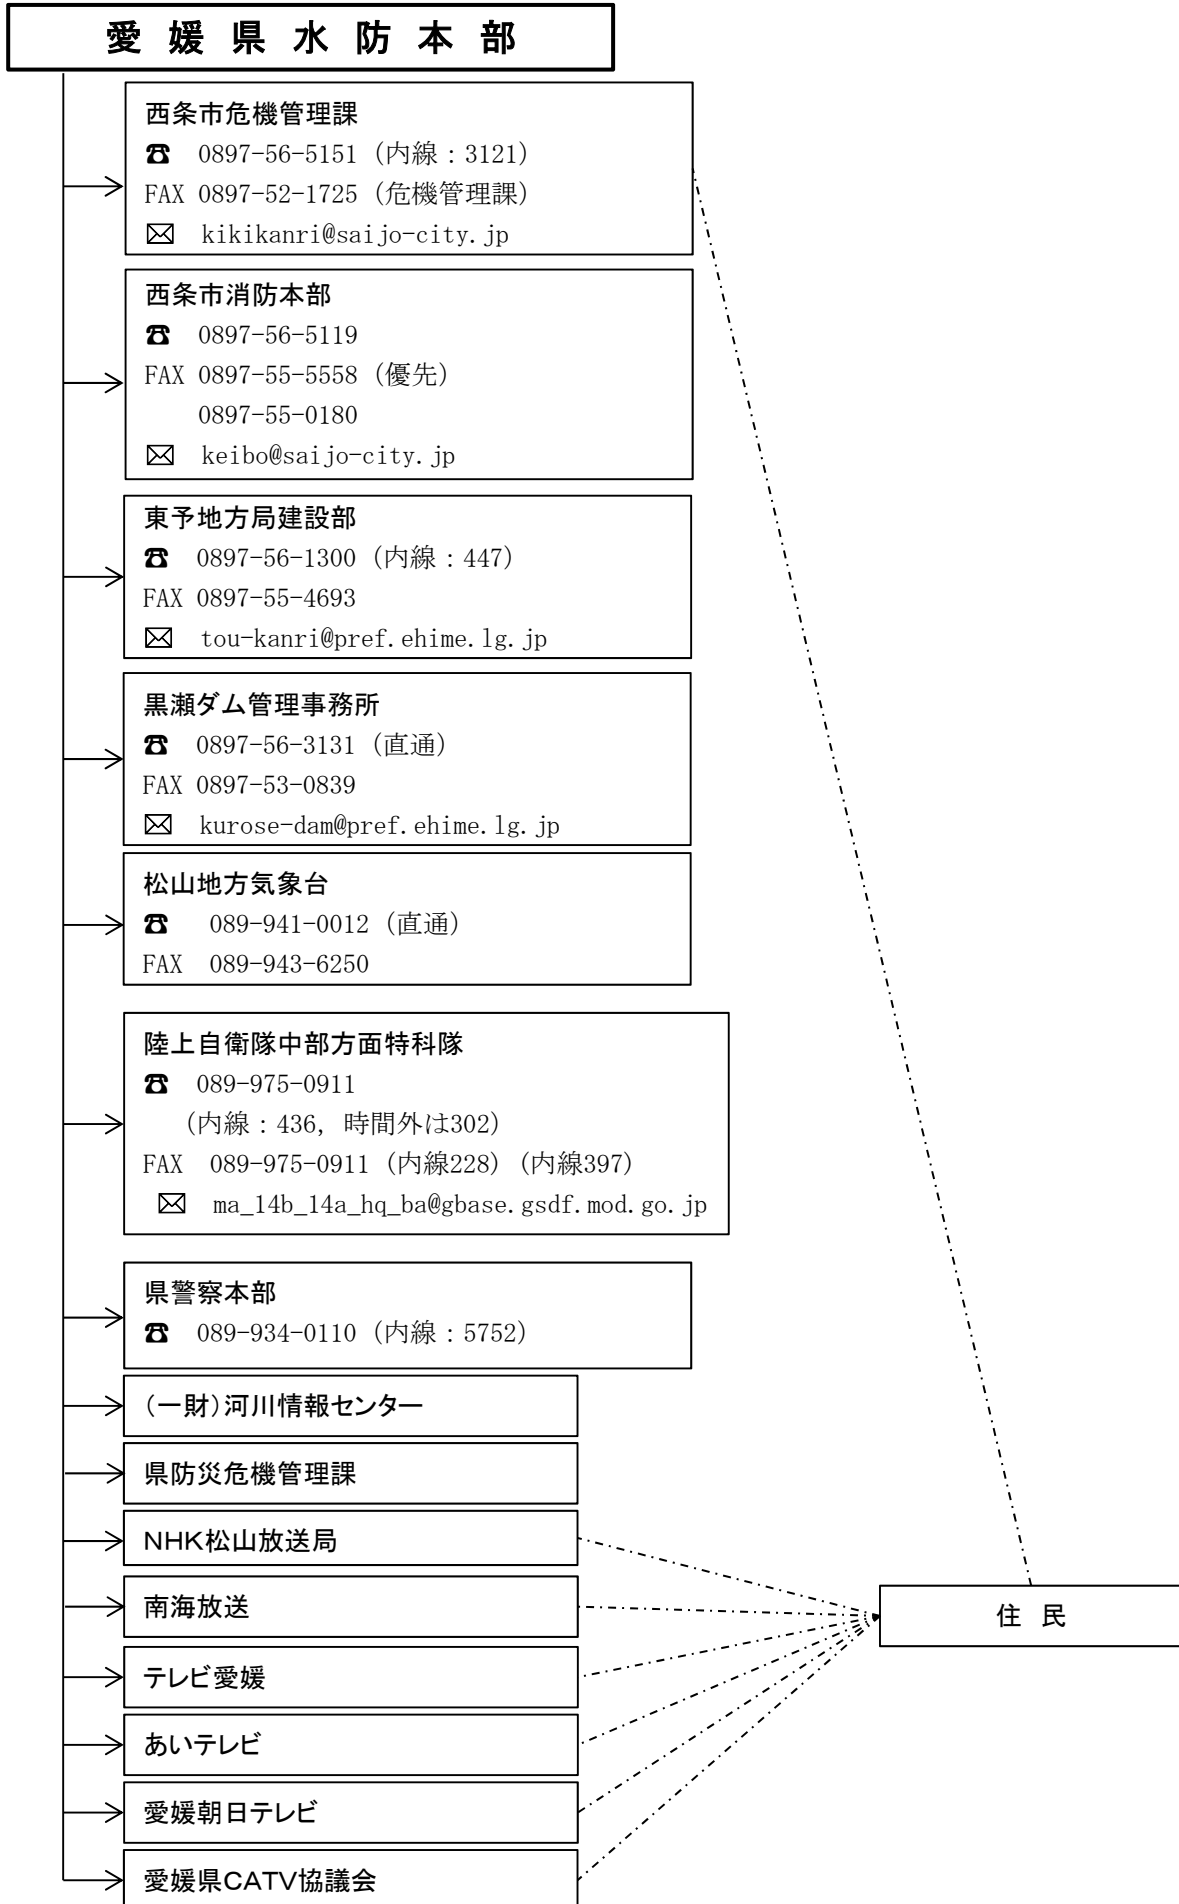 愛媛県水防本部
西条市危機管理課
☎ 0897-56-5151（内線：3121）
FAX 0897-52-1725（危機管理課）
✉ kikikanri@saijo-city.jp
西条市消防本部
☎ 0897-56-5119
FAX 0897-55-5558（優先）
0897-55-0180
✉ keibo@saijo-city.jp
東予地方局建設部
☎ 0897-56-1300（内線：447）
FAX 0897-55-4693
✉ tou-kanri@pref.ehime.lg.jp
黒瀬ダム管理事務所
☎ 0897-56-3131（直通）
FAX 0897-53-0839
✉ kurose-dam@pref.ehime.lg.jp
松山地方気象台
☎ 089-941-0012（直通）
FAX 089-943-6250
陸上自衛隊中部方面特科隊
☎ 089-975-0911
（内線：436，時間外は302）
FAX 089-975-0911（内線228）（内線397）
✉ ma_14b_14a_hq_ba@gbase.gsdf.mod.go.jp
県警察本部
☎ 089-934-0110（内線：5752）
（一財）河川情報センター
県防災危機管理課
NHK松山放送局
南海放送
テレビ愛媛
あいテレビ
愛媛朝日テレビ
愛媛県CATV協議会
住民